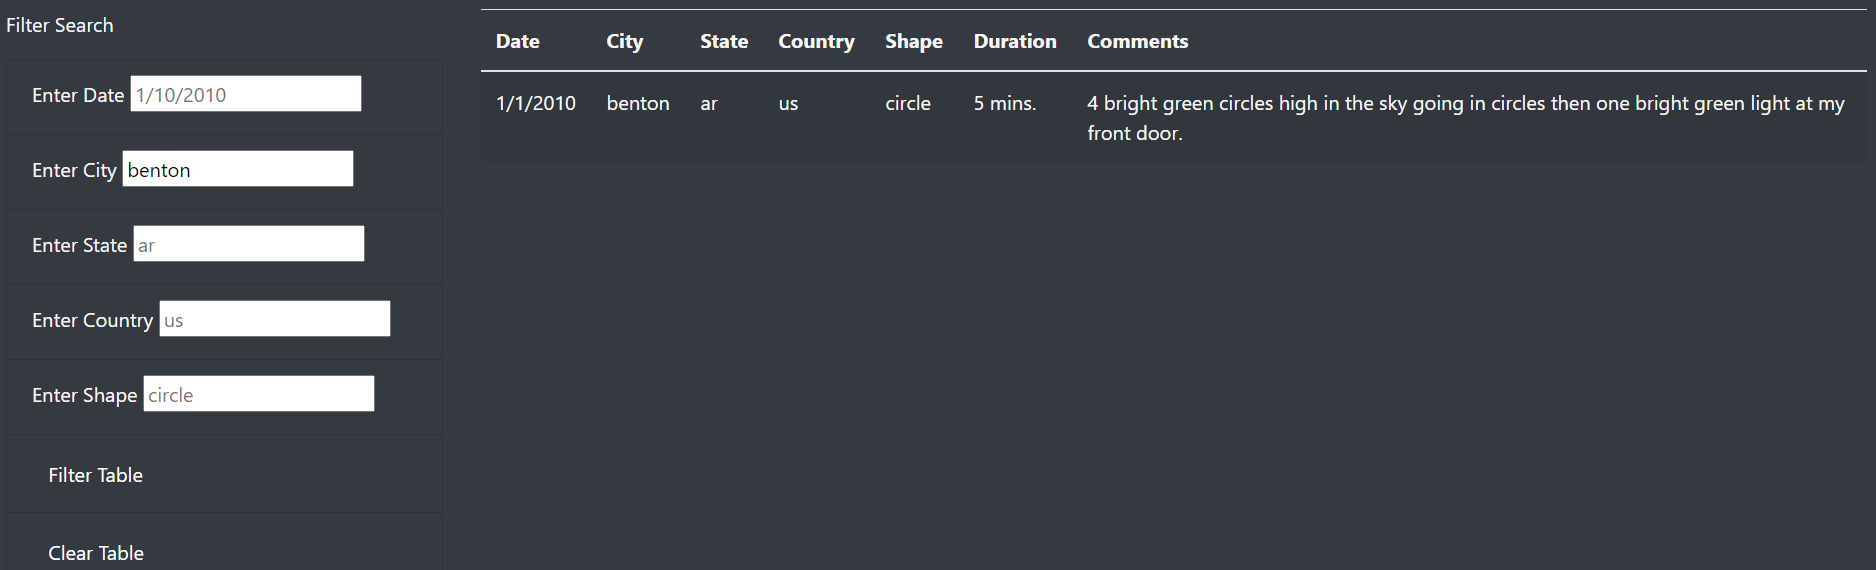 Filter Search
Enter Date 1/10/2010
Enter City benton
Enter State ar
Enter Country us
Enter Shape circle
Filter Table
Clear Table
Date City State Country Shape Duration Comments
1/1/2010 benton ar us circle 5 mins. 4 bright green circles high in the sky going in circles then one bright green light at my
front door.